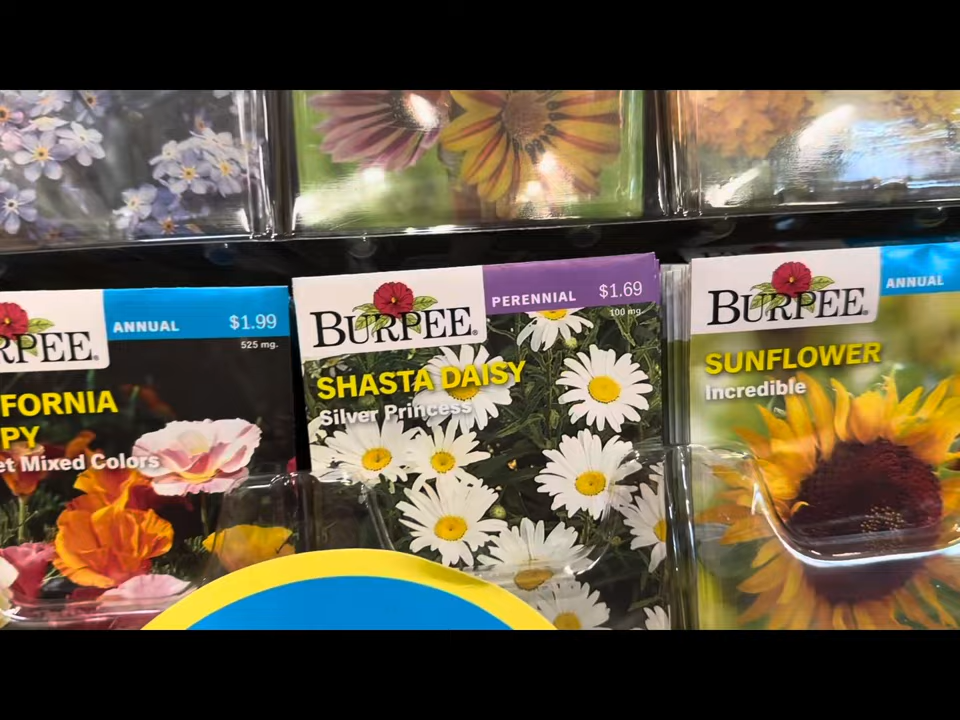 RPEE®
ANNUAL $1.99
525 mg.
FORNIA
PY
et Mixed Colors
BURPEE®
PERENNIAL $1.69
100 mg.
SHASTA DAISY
Silver Princess
BURPEE®
ANNUAL
SUNFLOWER
Incredible